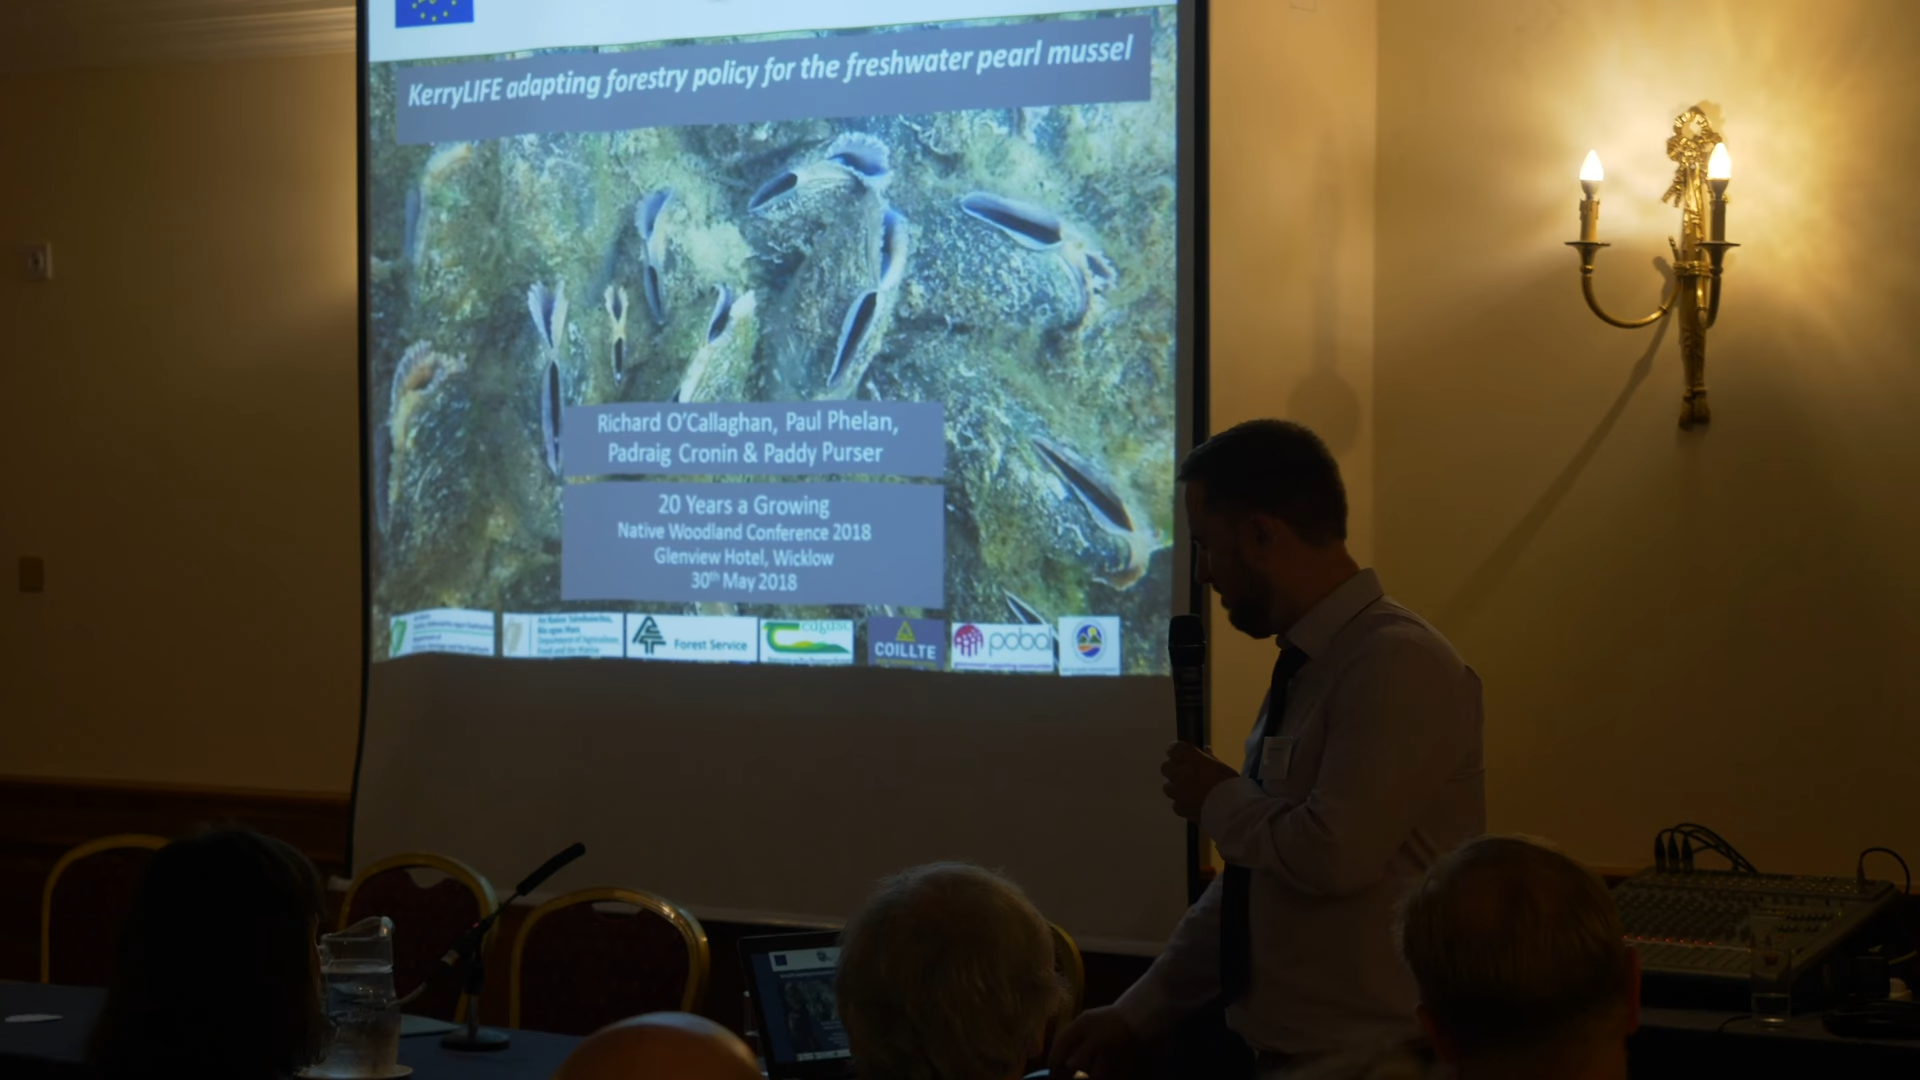 KerryLIFE adapting forestry policy for the freshwater pearl mussel
Richard O'Callaghan, Paul Phelan,
Padraig Cronin & Paddy Purser
20 Years a Growing
Native Woodland Conference 2018
Glenview Hotel, Wicklow
30th May 2018
Forest Service
COILLTE
pobal